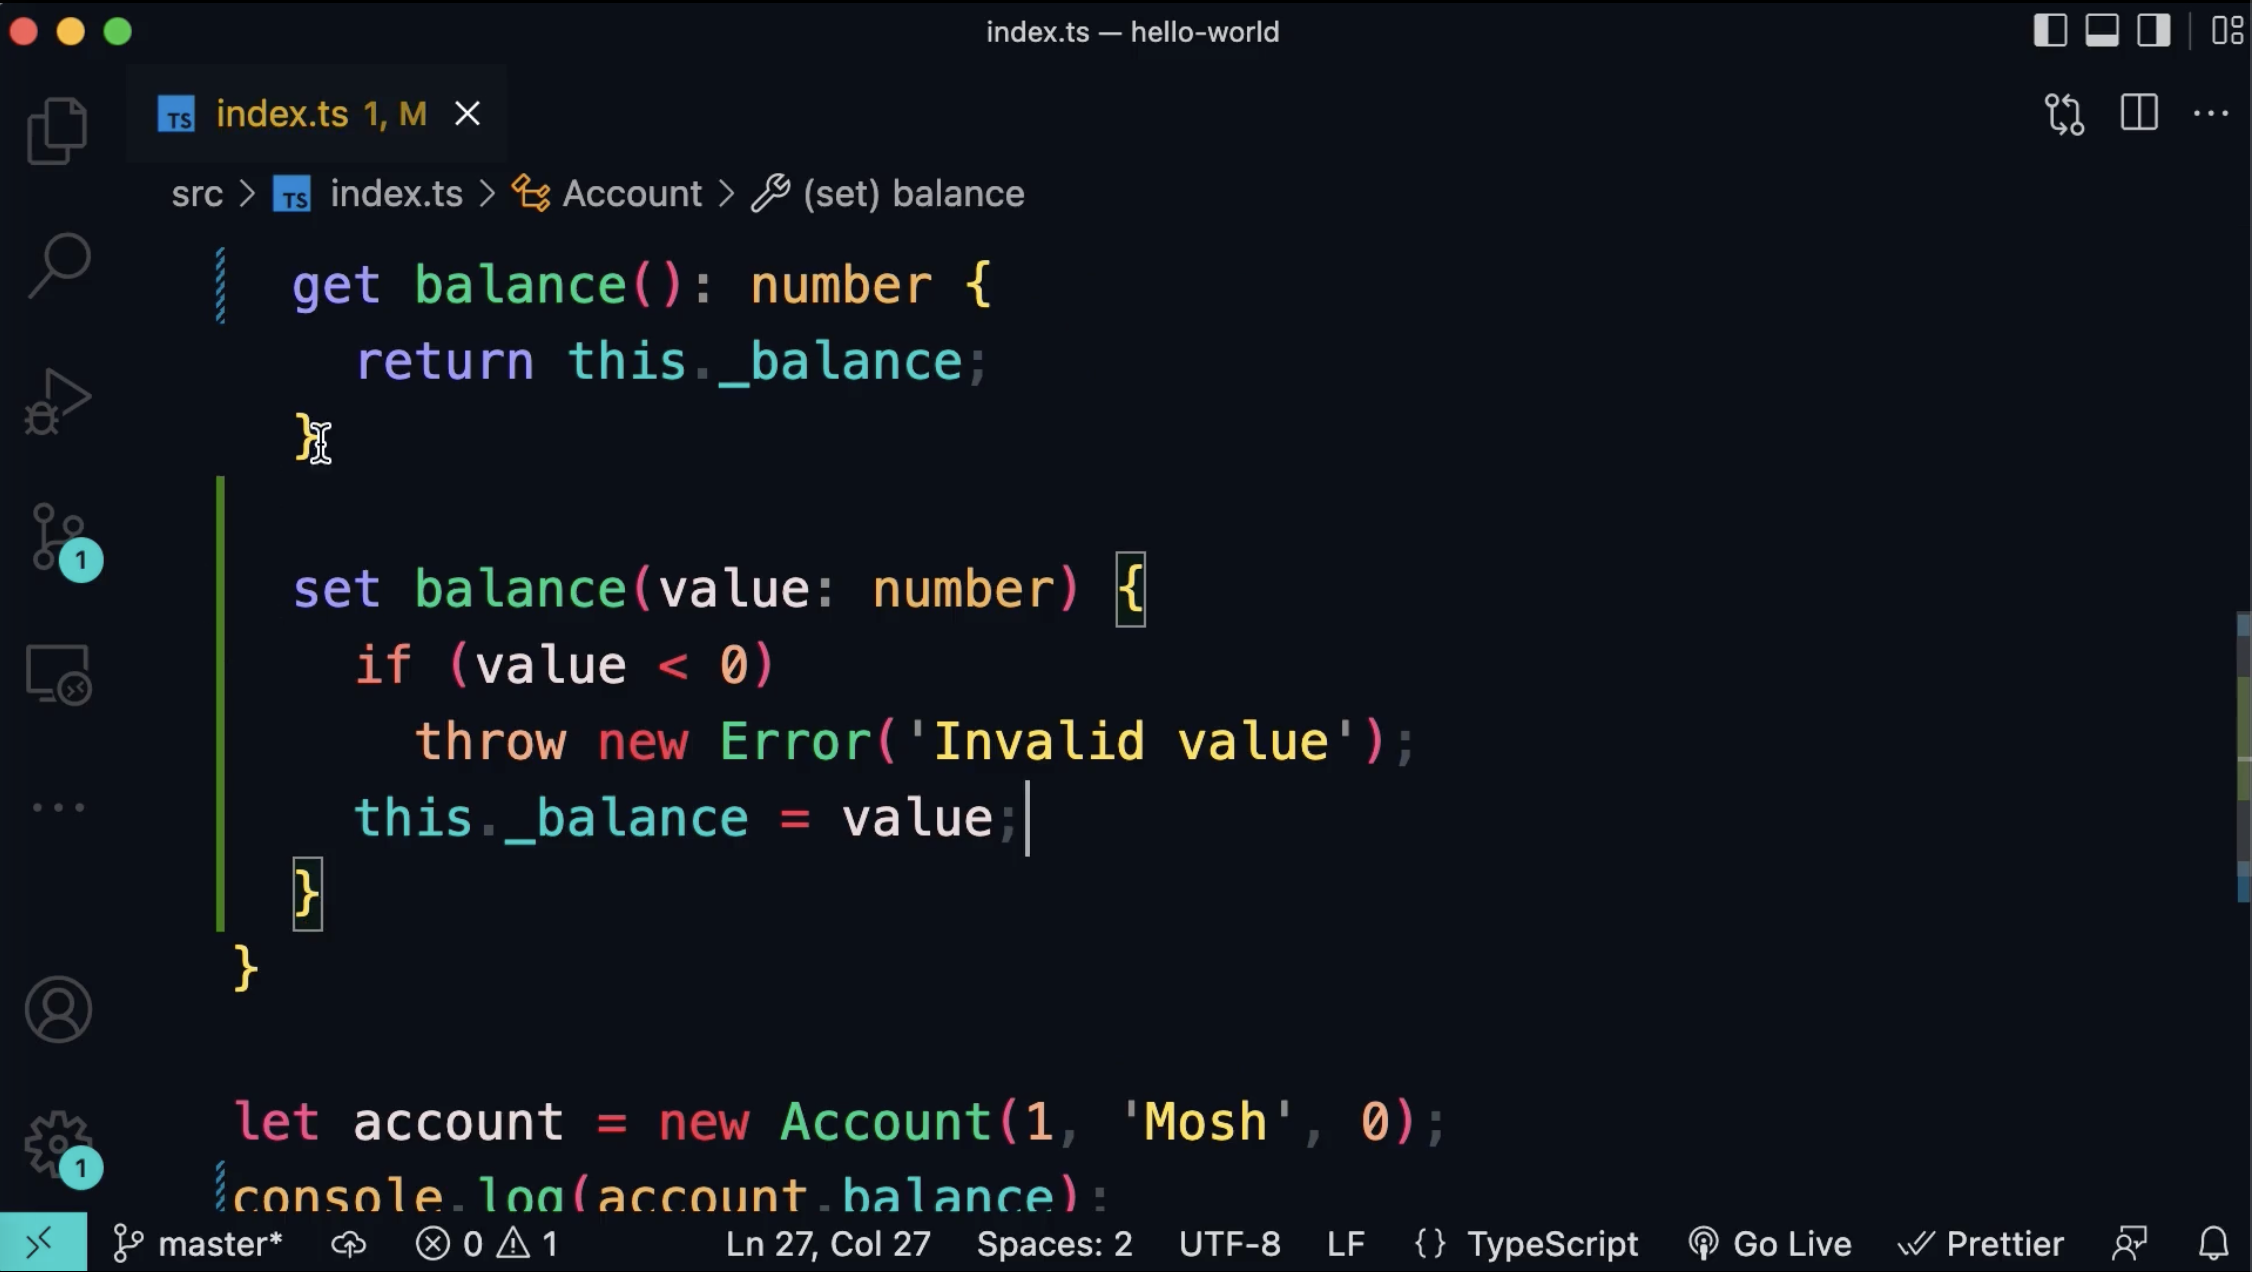 index.ts — hello-world
TS index.ts 1, M
src > TS index.ts > Account > (set) balance
get balance(): number {
return this._balance;
}
set balance(value: number) {
if (value < 0)
throw new Error('Invalid value');
this._balance = value;
}
}
let account = new Account(1, 'Mosh', 0);
console.log(account.balance);
1
1
master* 0 1 Ln 27, Col 27 Spaces: 2 UTF-8 LF {} TypeScript Go Live Prettier